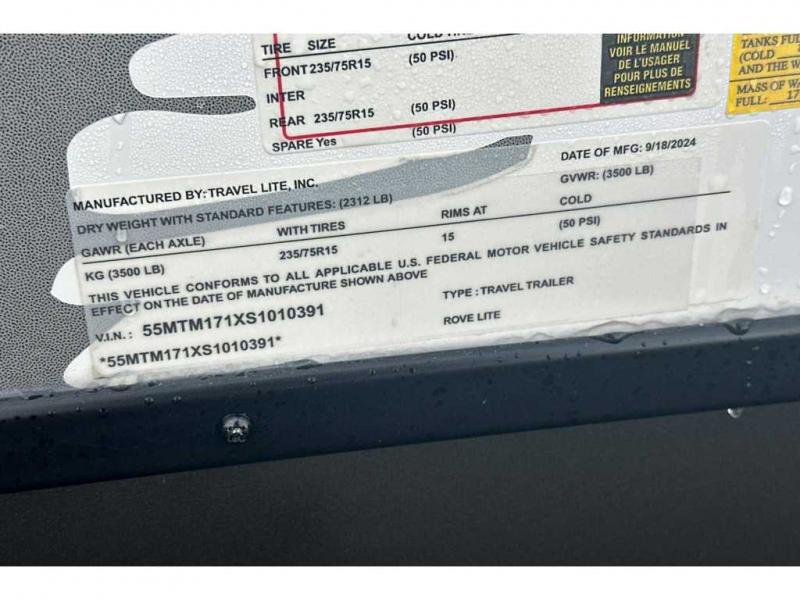 TIRE SIZE
FRONT 235/75R15 (50 PSI)
INTER
REAR 235/75R15 (50 PSI)
SPARE Yes (50 PSI)
INFORMATION
VOIR LE MANUEL
DE L'USAGER
POUR PLUS DE
RENSEIGNEMENTS
TANKS
(COLD
AND THE
MASS OF
FULL: 17
MANUFACTURED BY: TRAVEL LITE, INC. DATE OF MFG: 9/18/2024
DRY WEIGHT WITH STANDARD FEATURES: (2312 LB) GVWR: (3500 LB)
GAWR (EACH AXLE) WITH TIRES RIMS AT COLD
KG (3500 LB) 235/75R15 15 (50 PSI)
THIS VEHICLE CONFORMS TO ALL APPLICABLE U.S. FEDERAL MOTOR VEHICLE SAFETY STANDARDS IN
EFFECT ON THE DATE OF MANUFACTURE SHOWN ABOVE
V.I.N.: 55MTM171XS1010391 TYPE: TRAVEL TRAILER
*55MTM171XS1010391* ROVE LITE